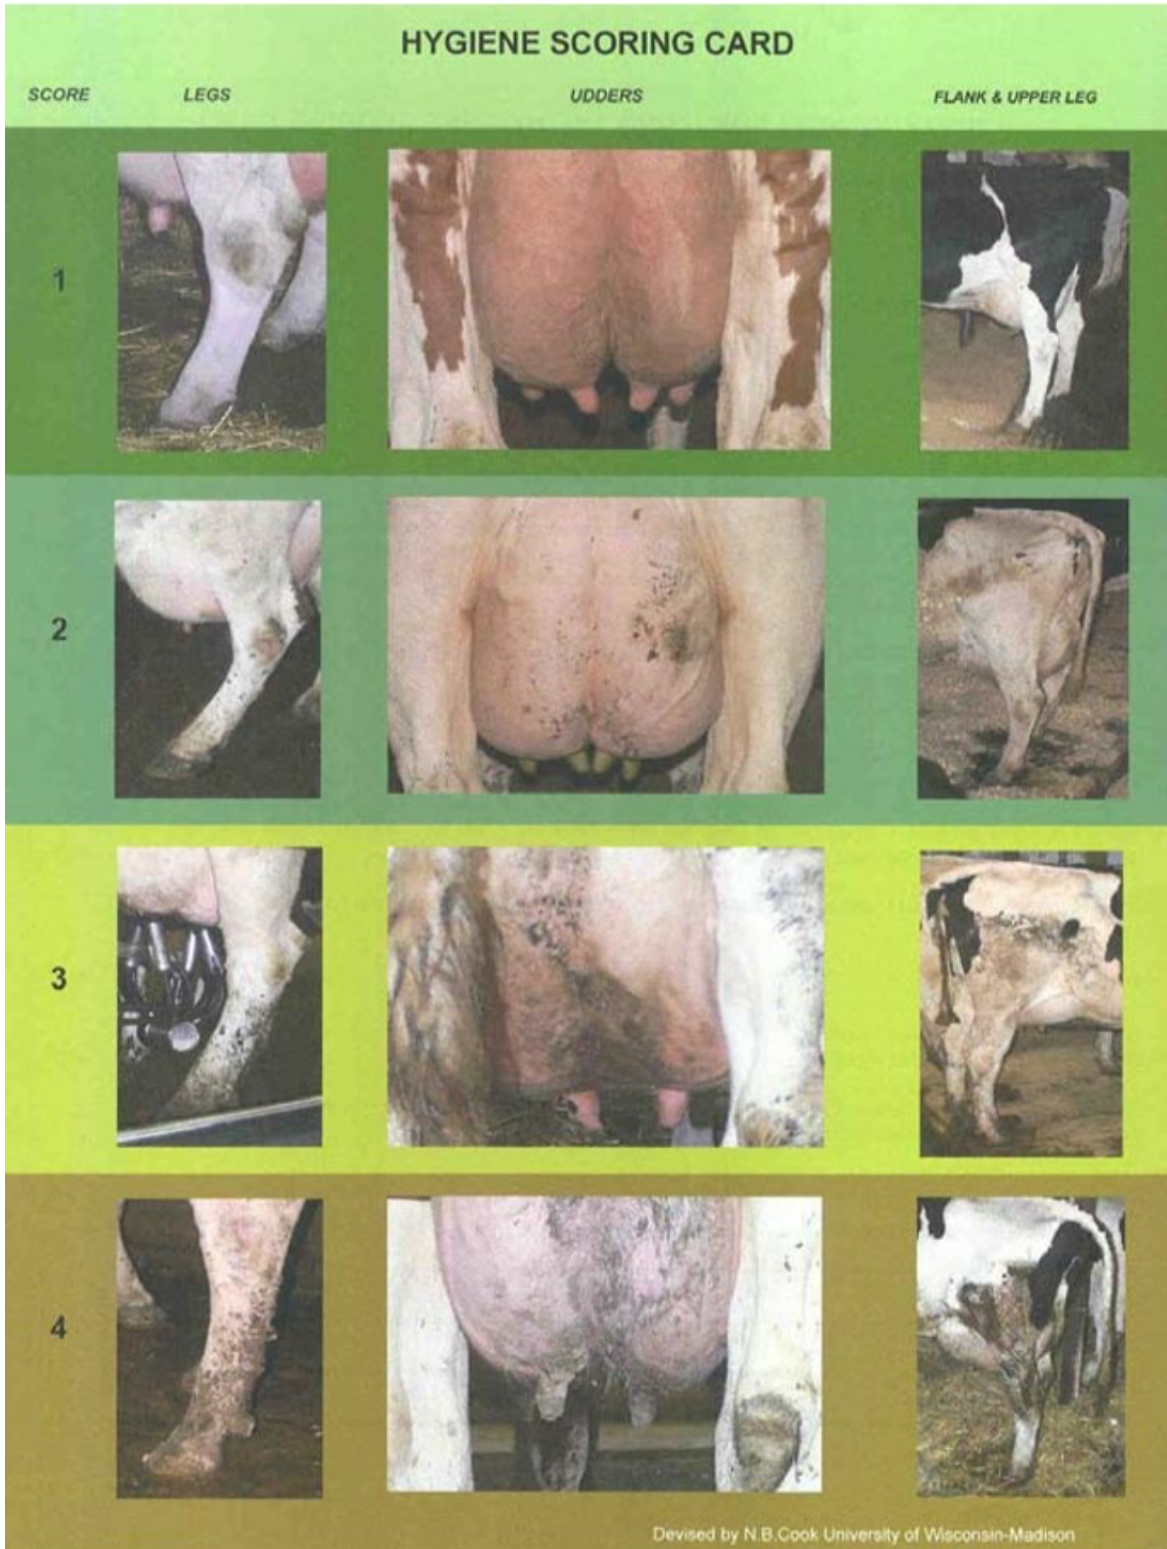 HYGIENE SCORING CARD
SCORE LEGS UDDERS FLANK & UPPER LEG
1
2
3
4
Devised by N.B.Cook University of Wisconsin-Madison